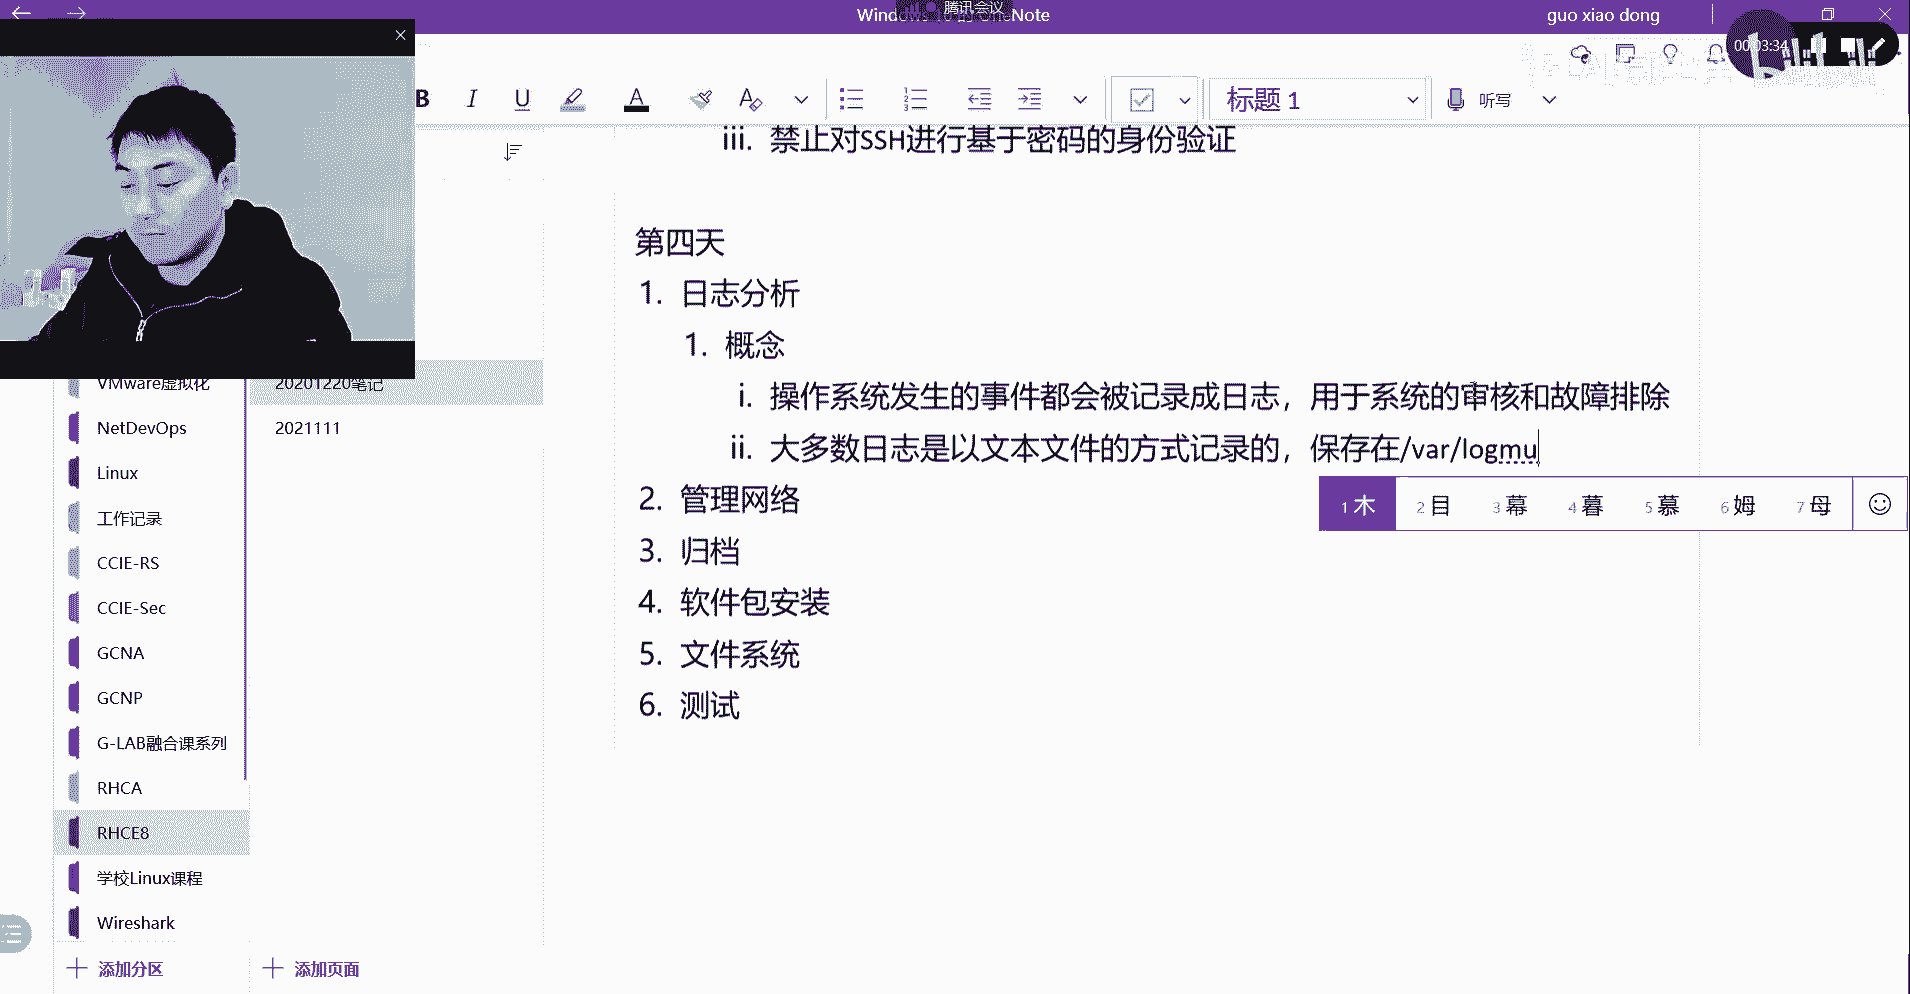 腾讯会议
guo xiao dong
00:03:34
B I U A
标题 1
听写
iii. 禁止对SSH进行基于密码的身份验证
第四天
1. 日志分析
1. 概念
i. 操作系统发生的事件都会被记录成日志，用于系统的审核和故障排除
ii. 大多数日志是以文本文件的方式记录的，保存在/var/logmu
1 木 2 目 3 幕 4 暮 5 慕 6 姆 7 母
2. 管理网络
3. 归档
4. 软件包安装
5. 文件系统
6. 测试
VMware虚拟化
NetDevOps
Linux
工作记录
CCIE-RS
CCIE-Sec
GCNA
GCNP
G-LAB融合课系列
RHCA
RHCE8
学校Linux课程
Wireshark
添加分区
20201220笔记
2021111
添加页面